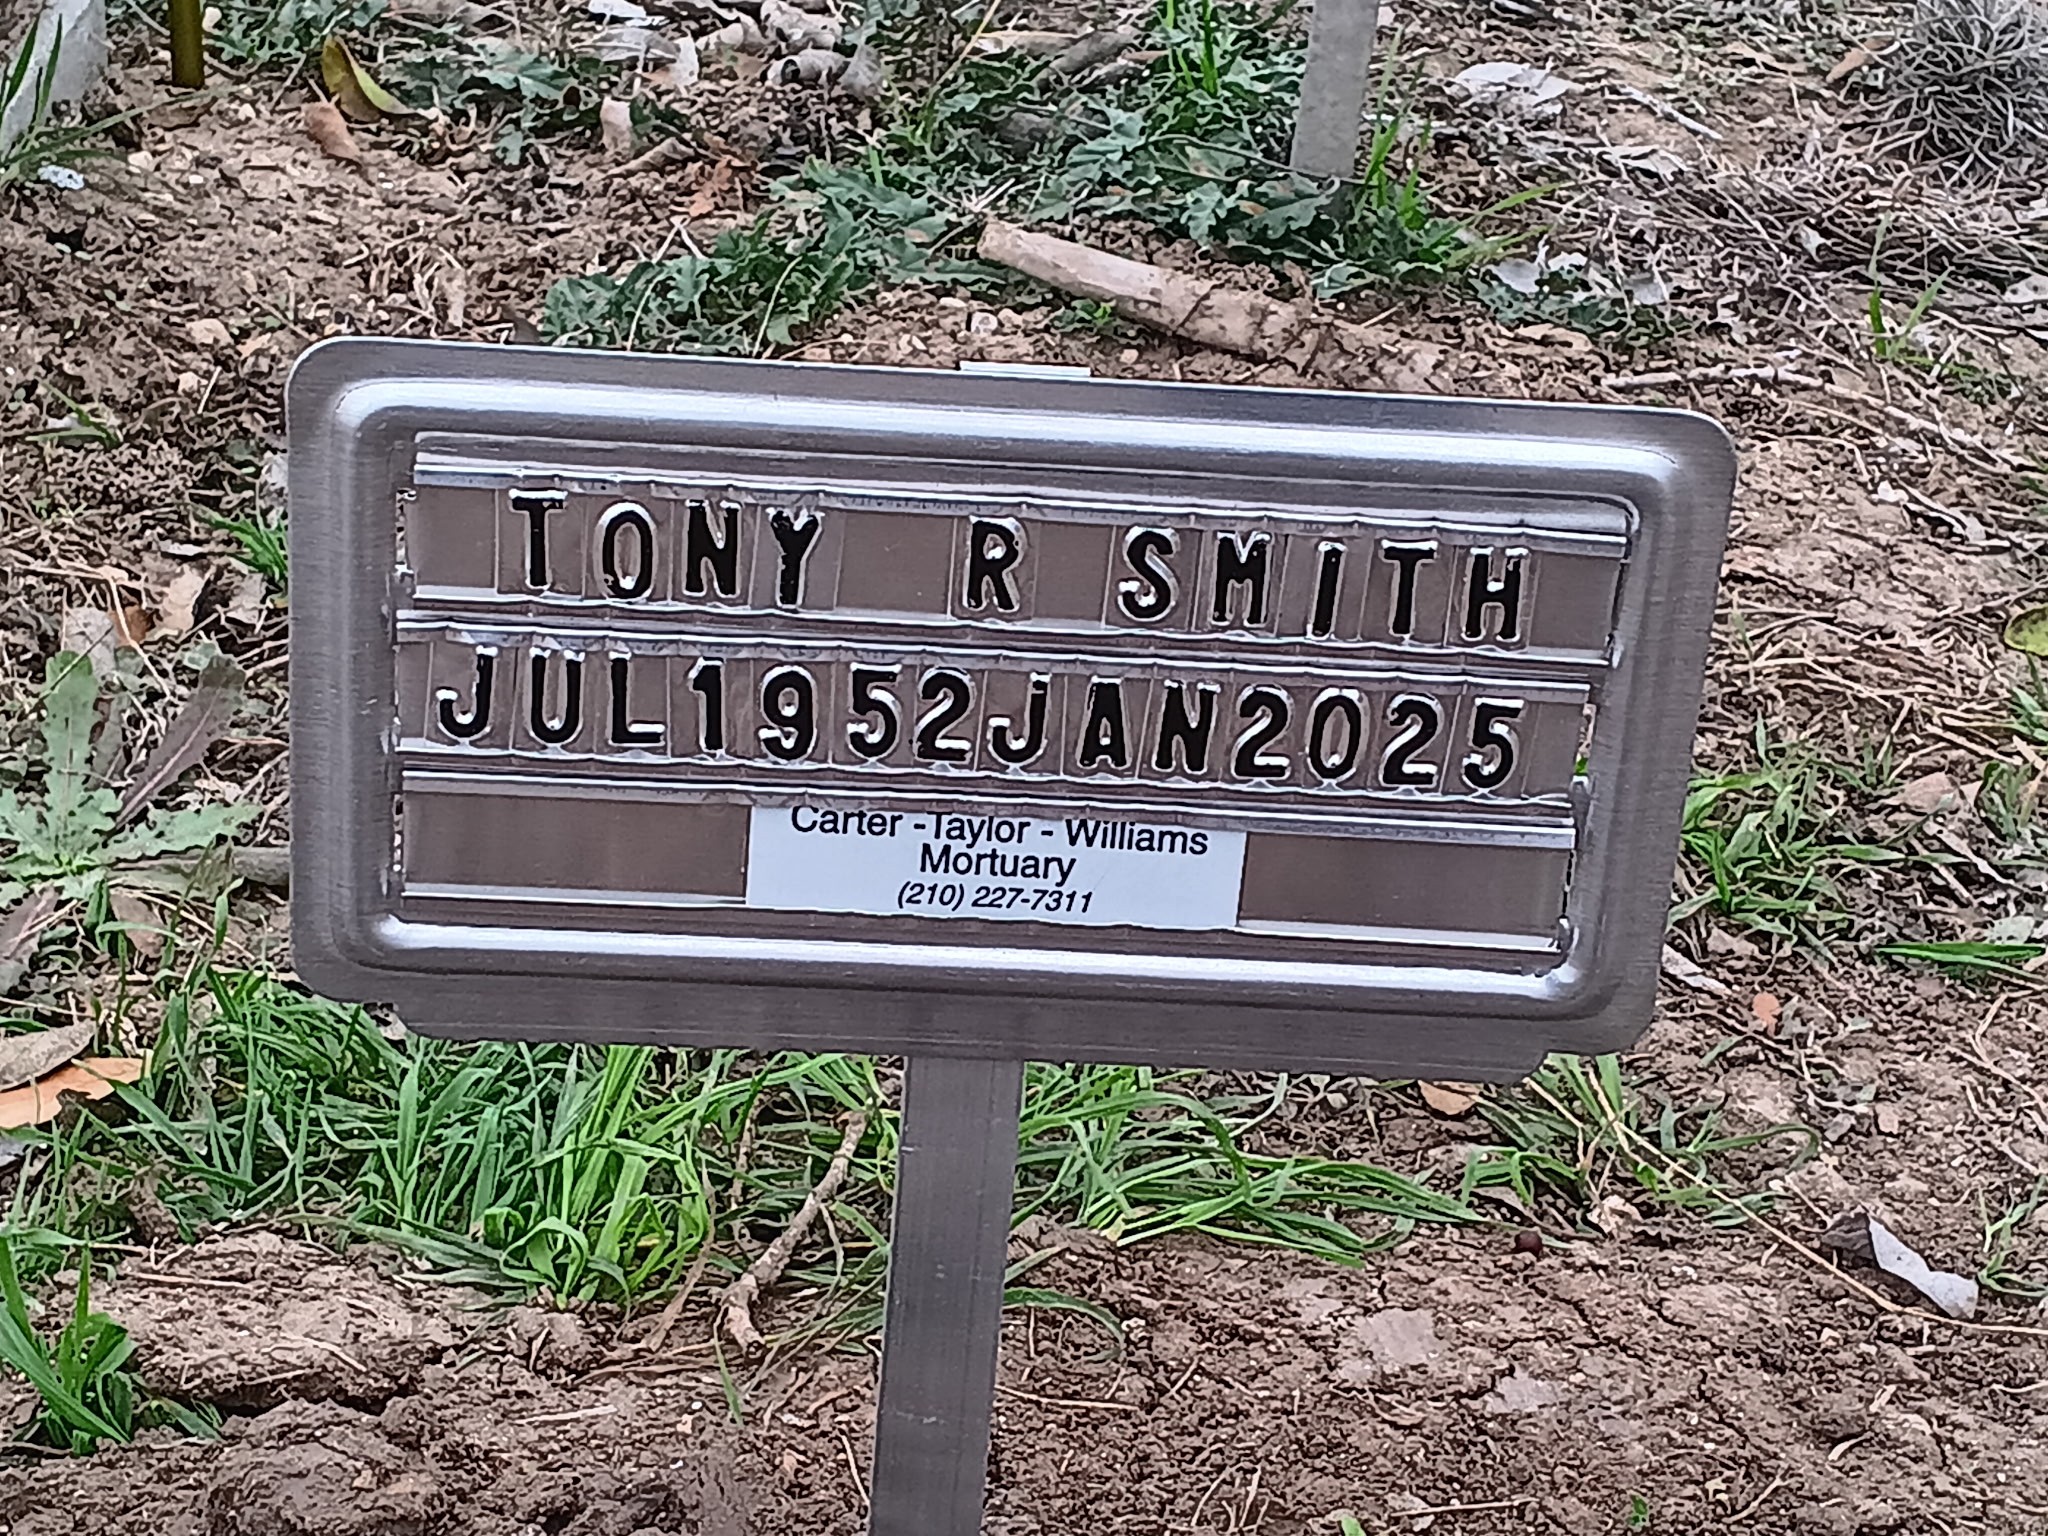 TONY R SMITH
JUL1952JAN2025
Carter -Taylor - Williams
Mortuary
(210) 227-7311